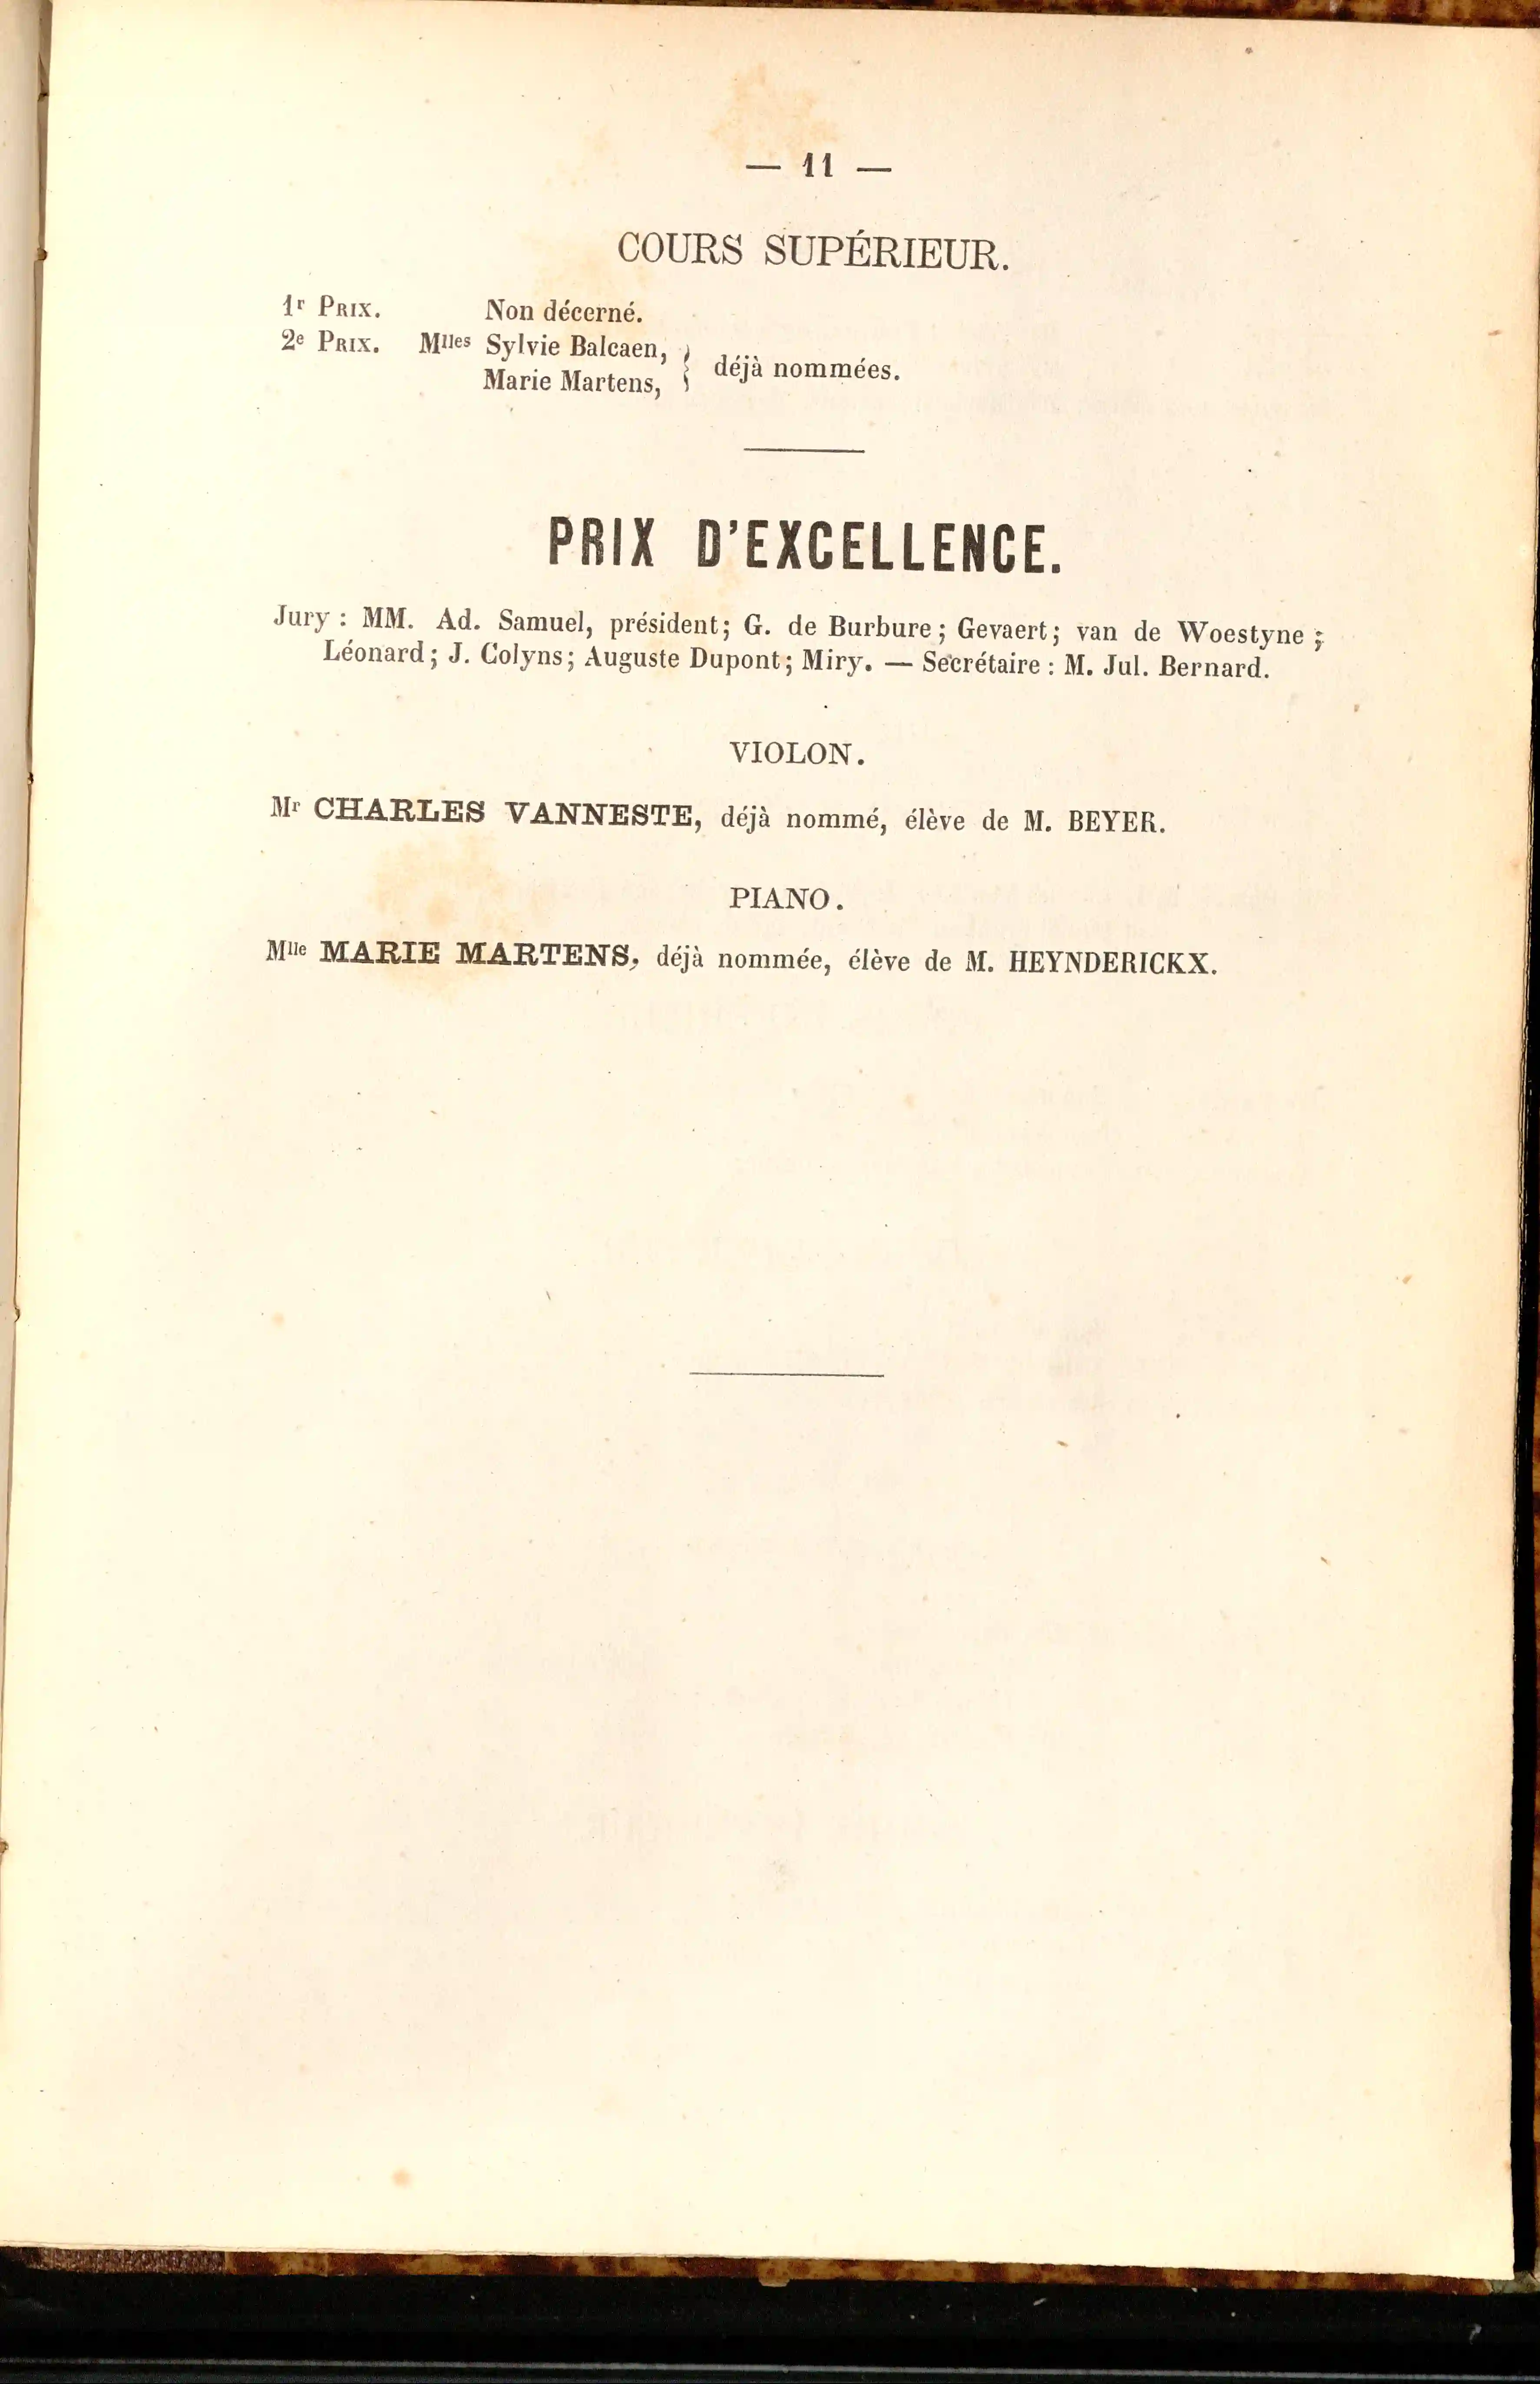 — 11 —
COURS SUPÉRIEUR.
1r PRIX. Non décerné.
2e PRIX. Mlles Sylvie Balcaen,
Marie Martens, } déjà nommées.
PRIX D'EXCELLENCE.
Jury : MM. Ad. Samuel, président; G. de Burbure; Gevaert; van de Woestyne;
Léonard; J. Colyns; Auguste Dupont; Miry. — Secrétaire : M. Jul. Bernard.
VIOLON.
Mr CHARLES VANNESTE, déjà nommé, élève de M. BEYER.
PIANO.
Mlle MARIE MARTENS, déjà nommée, élève de M. HEYNDERICKX.